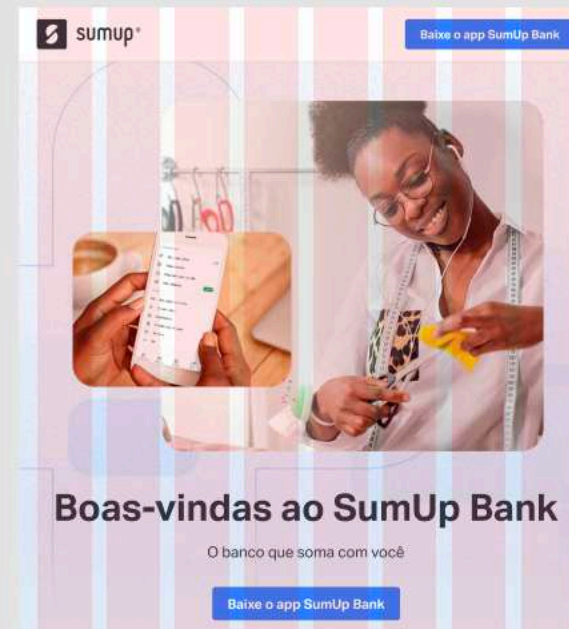 sumup®
Baixe o app SumUp Bank
Boas-vindas ao SumUp Bank
O banco que soma com você
Baixe o app SumUp Bank